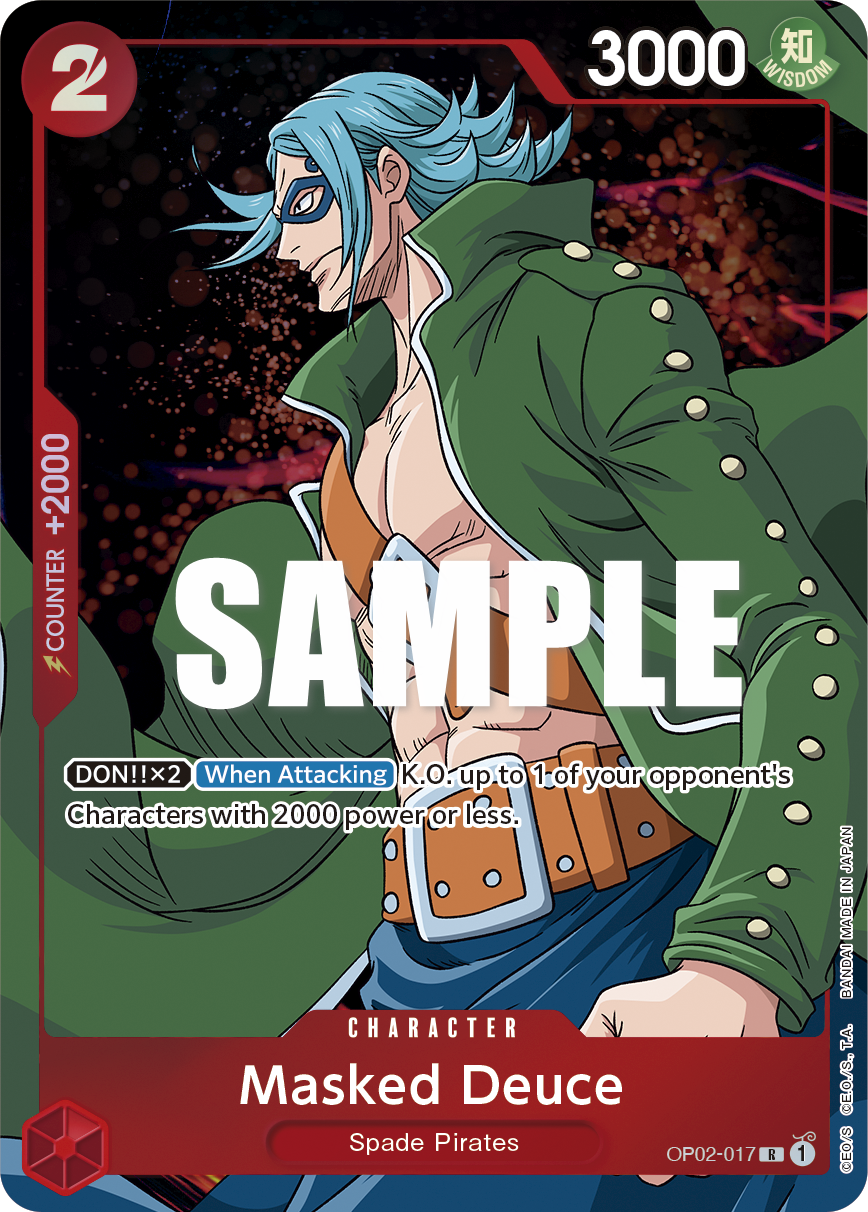 2
3000
知
WISDOM
COUNTER +2000
SAMPLE
DON!!×2 When Attacking K.O. up to 1 of your opponent's
Characters with 2000 power or less.
CHARACTER
Masked Deuce
Spade Pirates
OP02-017 R 1
©EO/S ©E.O./S., T.A. BANDAI MADE IN JAPAN